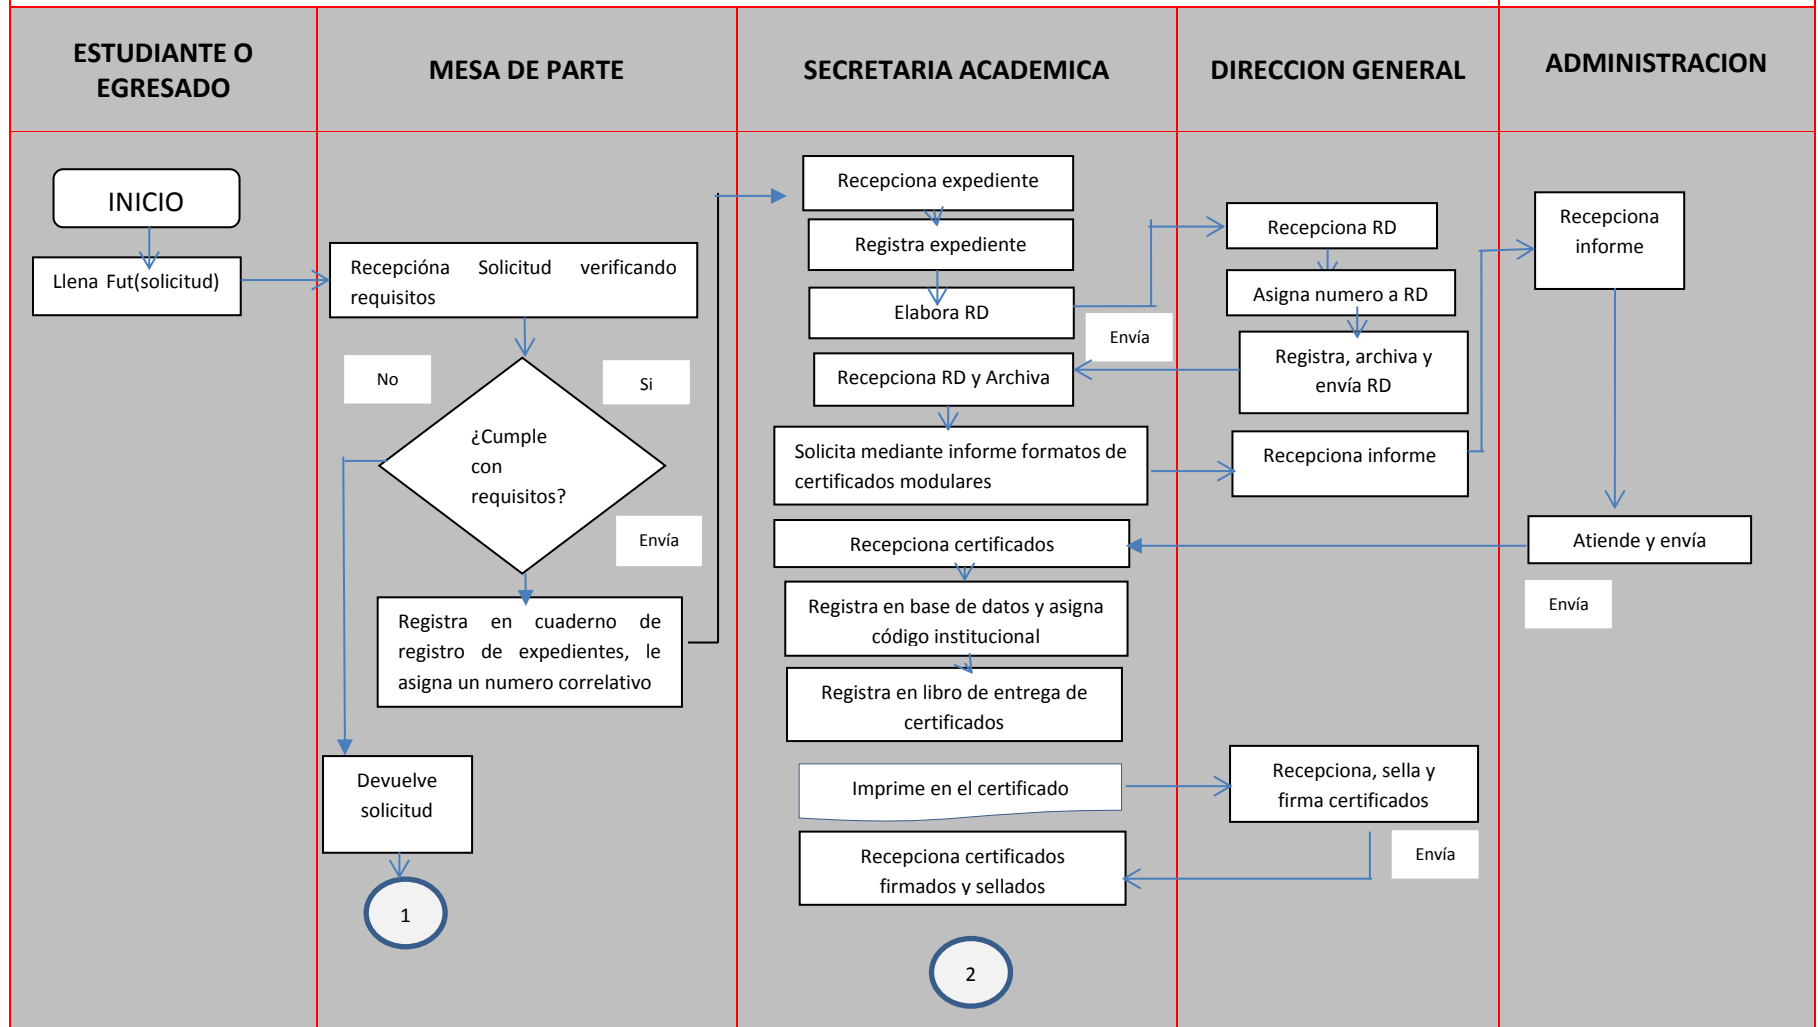 ESTUDIANTE O
EGRESADO
MESA DE PARTE
SECRETARIA ACADEMICA
DIRECCION GENERAL
ADMINISTRACION
INICIO
Llena Fut(solicitud)
Recepcióna Solicitud verificando
requisitos
No
Si
¿Cumple
con
requisitos?
Envía
Registra en cuaderno de
registro de expedientes, le
asigna un numero correlativo
Devuelve
solicitud
1
Recepciona expediente
Registra expediente
Elabora RD
Envía
Recepciona RD y Archiva
Solicita mediante informe formatos de
certificados modulares
Recepciona certificados
Registra en base de datos y asigna
código institucional
Registra en libro de entrega de
certificados
Imprime en el certificado
Recepciona certificados
firmados y sellados
2
Recepciona RD
Asigna numero a RD
Registra, archiva y
envía RD
Recepciona informe
Recepciona, sella y
firma certificados
Envía
Recepciona
informe
Atiende y envía
Envía